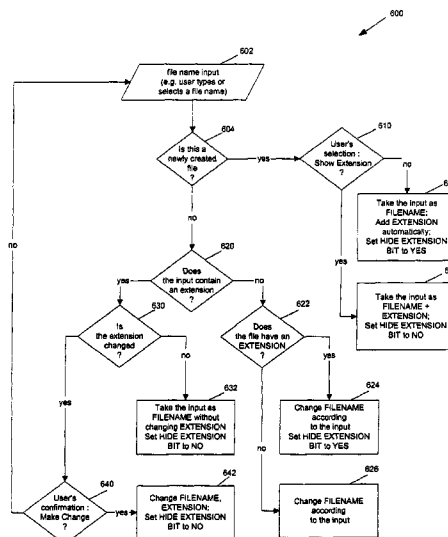 600
602
file name input
(e.g. user types or
selects a file name)
604
Is this a
newly created
file
?
yes
610
User's
selection :
Show Extension
?
no
Take the input as
FILENAME;
Add EXTENSION
automatically;
Set HIDE EXTENSION
BIT to YES
yes
Take the input as
FILENAME +
EXTENSION;
Set HIDE EXTENSION
BIT to NO
no
no
620
Does
the input contain
an extension
?
yes
no
630
Is
the extension
changed
?
622
Does
the file have an
EXTENSION
?
no
yes
632
Take the input as
FILENAME without
changing EXTENSION
Set HIDE EXTENSION
BIT to NO
624
Change FILENAME
according
to the input
Set HIDE EXTENSION
BIT to YES
yes
no
640
User's
confirmation :
Make Change
?
yes
642
Change FILENAME,
EXTENSION;
Set HIDE EXTENSION
BIT to NO
626
Change FILENAME
according
to the input